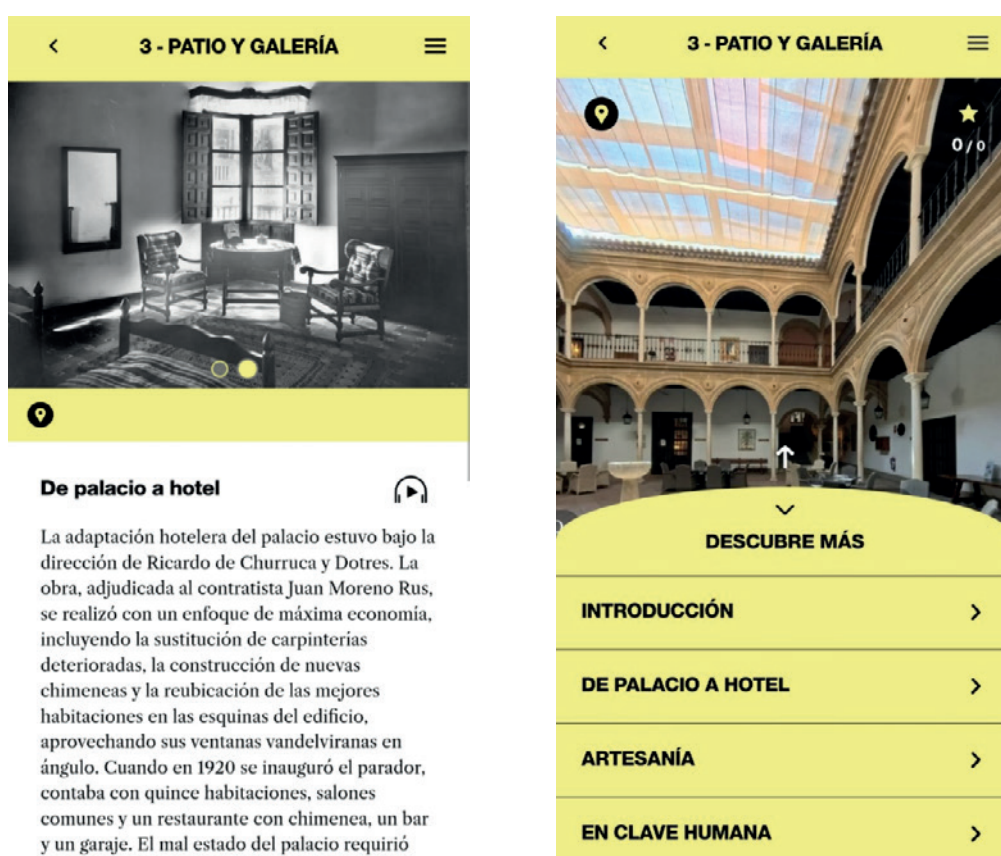 3 - PATIO Y GALERÍA
De palacio a hotel
La adaptación hotelera del palacio estuvo bajo la
dirección de Ricardo de Churruca y Dotres. La
obra, adjudicada al contratista Juan Moreno Rus,
se realizó con un enfoque de máxima economía,
incluyendo la sustitución de carpinterías
deterioradas, la construcción de nuevas
chimeneas y la reubicación de las mejores
habitaciones en las esquinas del edificio,
aprovechando sus ventanas vandelviranas en
ángulo. Cuando en 1920 se inauguró el parador,
contaba con quince habitaciones, salones
comunes y un restaurante con chimenea, un bar
y un garaje. El mal estado del palacio requirió
3 - PATIO Y GALERÍA
0/0
DESCUBRE MÁS
INTRODUCCIÓN
DE PALACIO A HOTEL
ARTESANÍA
EN CLAVE HUMANA